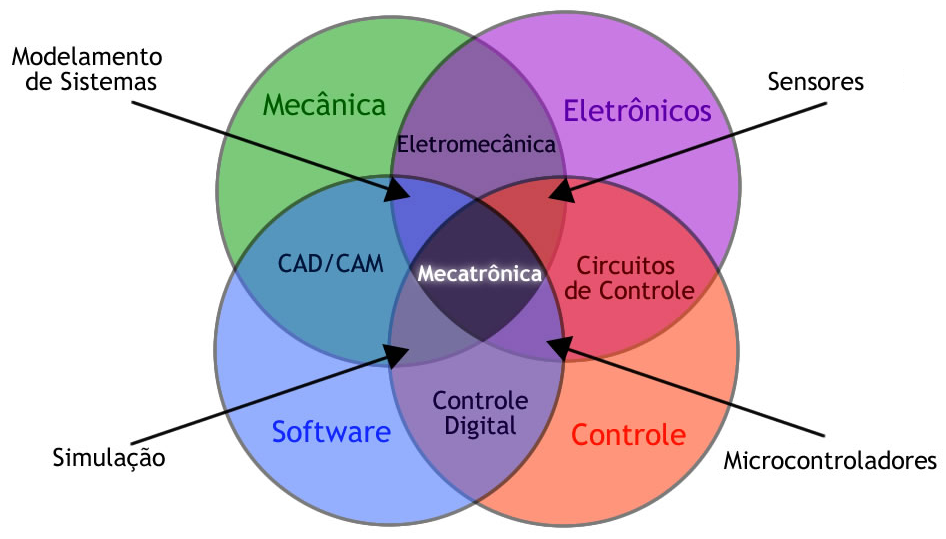 Modelamento
de Sistemas
Sensores
Mecânica
Eletrônicos
Eletromecânica
CAD/CAM
Mecatrônica
Circuitos
de Controle
Controle
Digital
Software
Controle
Simulação
Microcontroladores